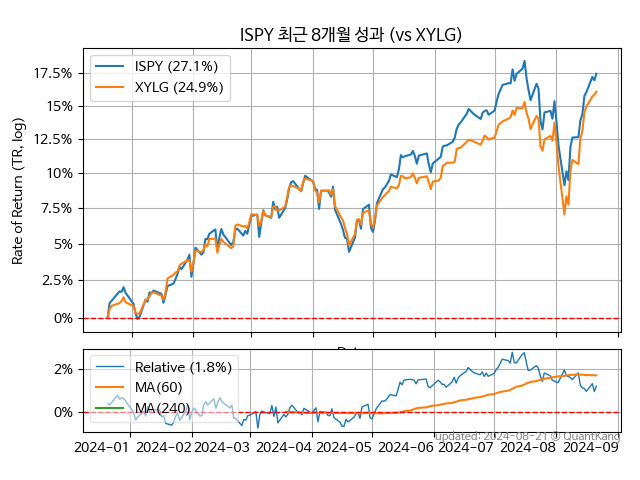 ISPY 최근 8개월 성과 (vs XYLG)
ISPY (27.1%)
XYLG (24.9%)
Rate of Return (TR, log)
17.5%
15%
12.5%
10%
7.5%
5%
2.5%
0%
Relative (1.8%)
MA(60)
MA(240)
2%
0%
2024-01 2024-02 2024-03 2024-04 2024-05 2024-06 2024-07 2024-08 2024-09
updated: 2024-08-21 © QuantKang